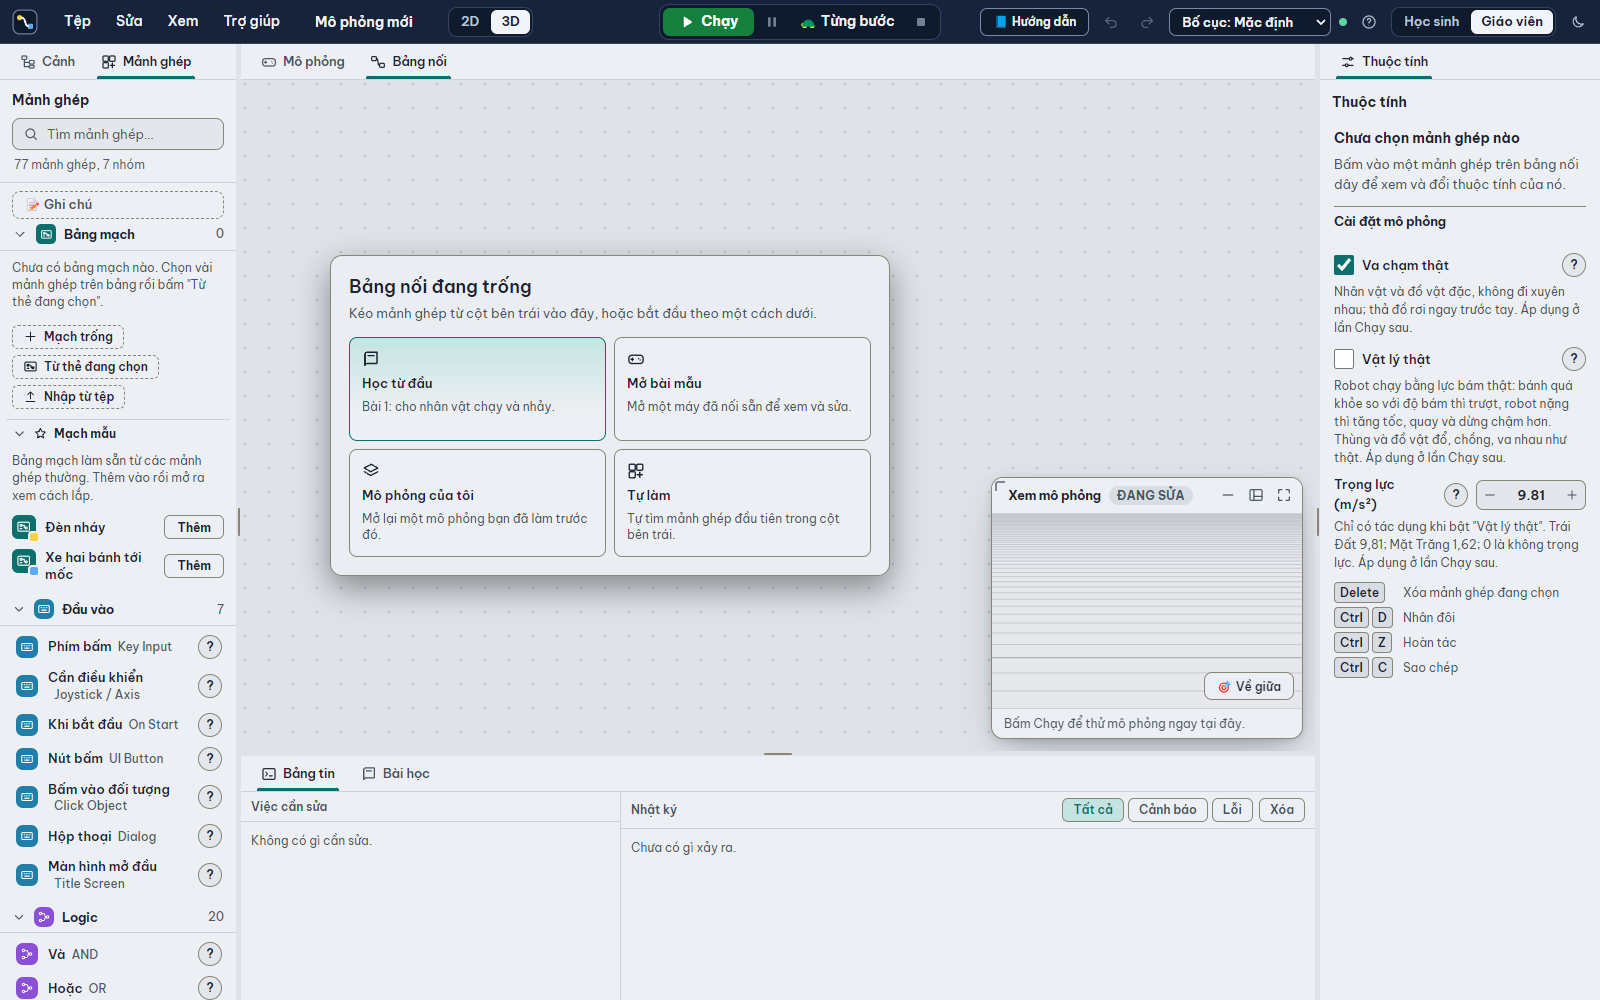 Tệp Sửa Xem Trợ giúp Mô phỏng mới 2D 3D Chạy Từng bước Hướng dẫn Bố cục: Mặc định Học sinh Giáo viên
Cảnh Mảnh ghép
Mảnh ghép
Tìm mảnh ghép...
77 mảnh ghép, 7 nhóm
Ghi chú
Bảng mạch 0
Chưa có bảng mạch nào. Chọn vài
mảnh ghép trên bảng rồi bấm "Từ
thẻ đang chọn".
Mạch trống
Từ thẻ đang chọn
Nhập từ tệp
Mạch mẫu
Bảng mạch làm sẵn từ các mảnh
ghép thường. Thêm vào rồi mở ra
xem cách lắp.
Đèn nháy Thêm
Xe hai bánh tới
mốc Thêm
Đầu vào 7
Phím bấm Key Input ?
Cần điều khiển
Joystick / Axis ?
Khi bắt đầu On Start ?
Nút bấm UI Button ?
Bấm vào đối tượng
Click Object ?
Hộp thoại Dialog ?
Màn hình mở đầu
Title Screen ?
Logic 20
Và AND ?
Hoặc OR ?
Mô phỏng Bảng nối
Bảng nối đang trống
Kéo mảnh ghép từ cột bên trái vào đây, hoặc bắt đầu theo một cách dưới.
Học từ đầu
Bài 1: cho nhân vật chạy và nhảy.
Mở bài mẫu
Mở một máy đã nối sẵn để xem và sửa.
Mô phỏng của tôi
Mở lại một mô phỏng bạn đã làm trước
đó.
Tự làm
Tự tìm mảnh ghép đầu tiên trong cột
bên trái.
Xem mô phỏng ĐANG SỬA
Về giữa
Bấm Chạy để thử mô phỏng ngay tại đây.
Bảng tin Bài học
Việc cần sửa
Không có gì cần sửa.
Nhật ký Tất cả Cảnh báo Lỗi Xóa
Chưa có gì xảy ra.
Thuộc tính
Thuộc tính
Chưa chọn mảnh ghép nào
Bấm vào một mảnh ghép trên bảng nối
dây để xem và đổi thuộc tính của nó.
Cài đặt mô phỏng
Va chạm thật ?
Nhân vật và đồ vật đặc, không đi xuyên
nhau; thả đồ rơi ngay trước tay. Áp dụng ở
lần Chạy sau.
Vật lý thật ?
Robot chạy bằng lực bám thật: bánh quá
khỏe so với độ bám thì trượt, robot nặng
thì tăng tốc, quay và dừng chậm hơn.
Thùng và đồ vật đổ, chồng, va nhau như
thật. Áp dụng ở lần Chạy sau.
Trọng lực
(m/s²) ? − 9.81 +
Chỉ có tác dụng khi bật "Vật lý thật". Trái
Đất 9,81; Mặt Trăng 1,62; 0 là không trọng
lực. Áp dụng ở lần Chạy sau.
Delete Xóa mảnh ghép đang chọn
Ctrl D Nhân đôi
Ctrl Z Hoàn tác
Ctrl C Sao chép